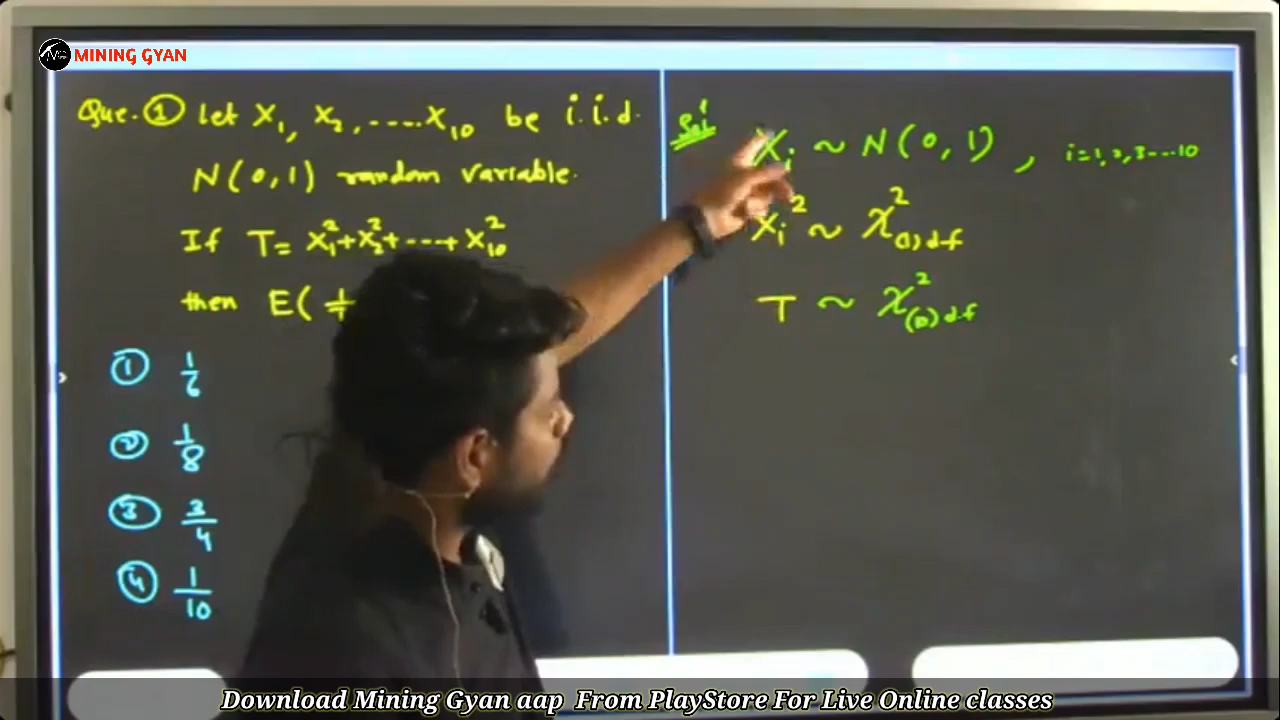 MINING GYAN
Que. ① Let X₁, X₂, ..... X₁₀ be i.i.d.
N(0,1) random variable.
If T= X₁²+X₂²+ ---+ X₁₀²
then E( 1/
① 1/6
② 1/8
③ 3/4
④ 1/10
Sol
Xᵢ ~ N(0,1) , i=1,2,3----10
Xᵢ² ~ χ²₍₁₎ d.f
T ~ χ²₍₁₀₎ d.f
Download Mining Gyan aap From PlayStore For Live Online classes